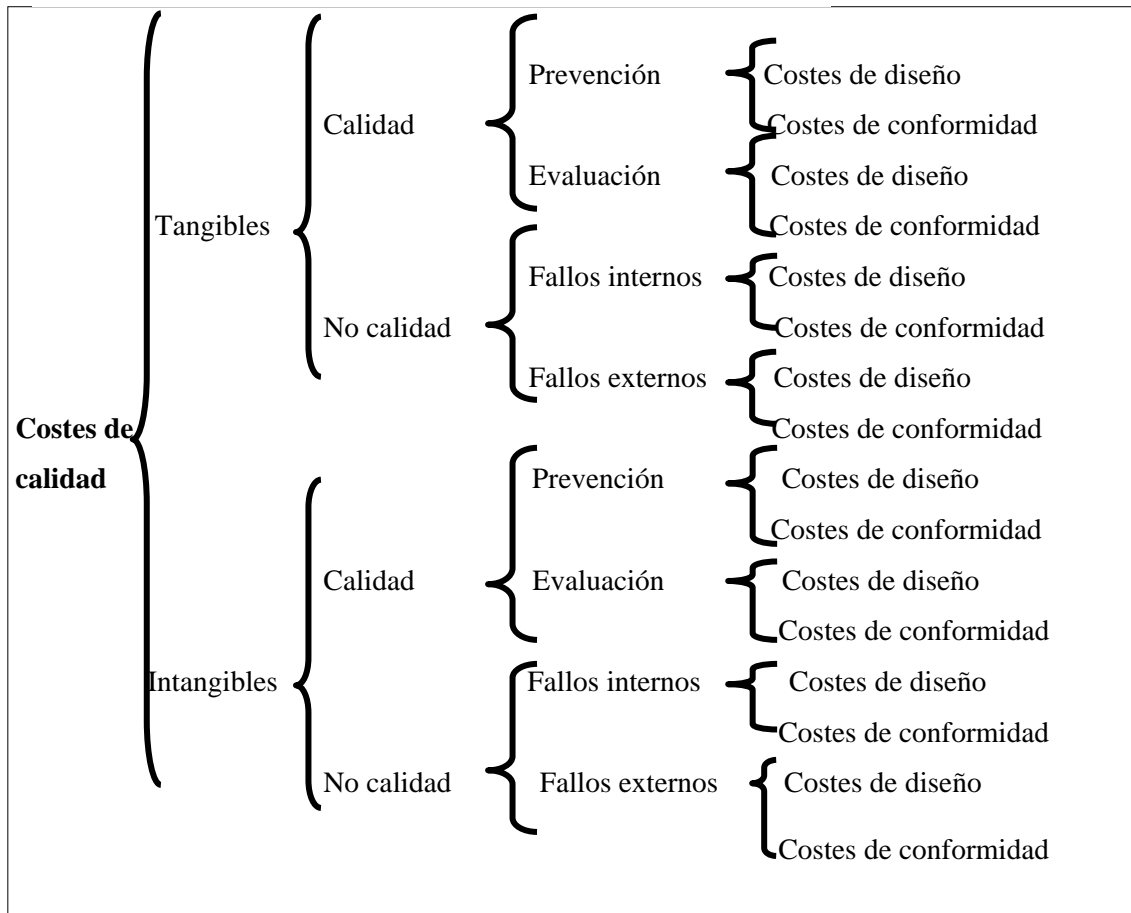 Prevención Costes de diseño
Calidad Costes de conformidad
Evaluación Costes de diseño
Tangibles Costes de conformidad
Fallos internos Costes de diseño
No calidad Costes de conformidad
Fallos externos Costes de diseño
Costes de Costes de conformidad
calidad Prevención Costes de diseño
Costes de conformidad
Calidad Evaluación Costes de diseño
Costes de conformidad
Intangibles Fallos internos Costes de diseño
Costes de conformidad
No calidad Fallos externos Costes de diseño
Costes de conformidad